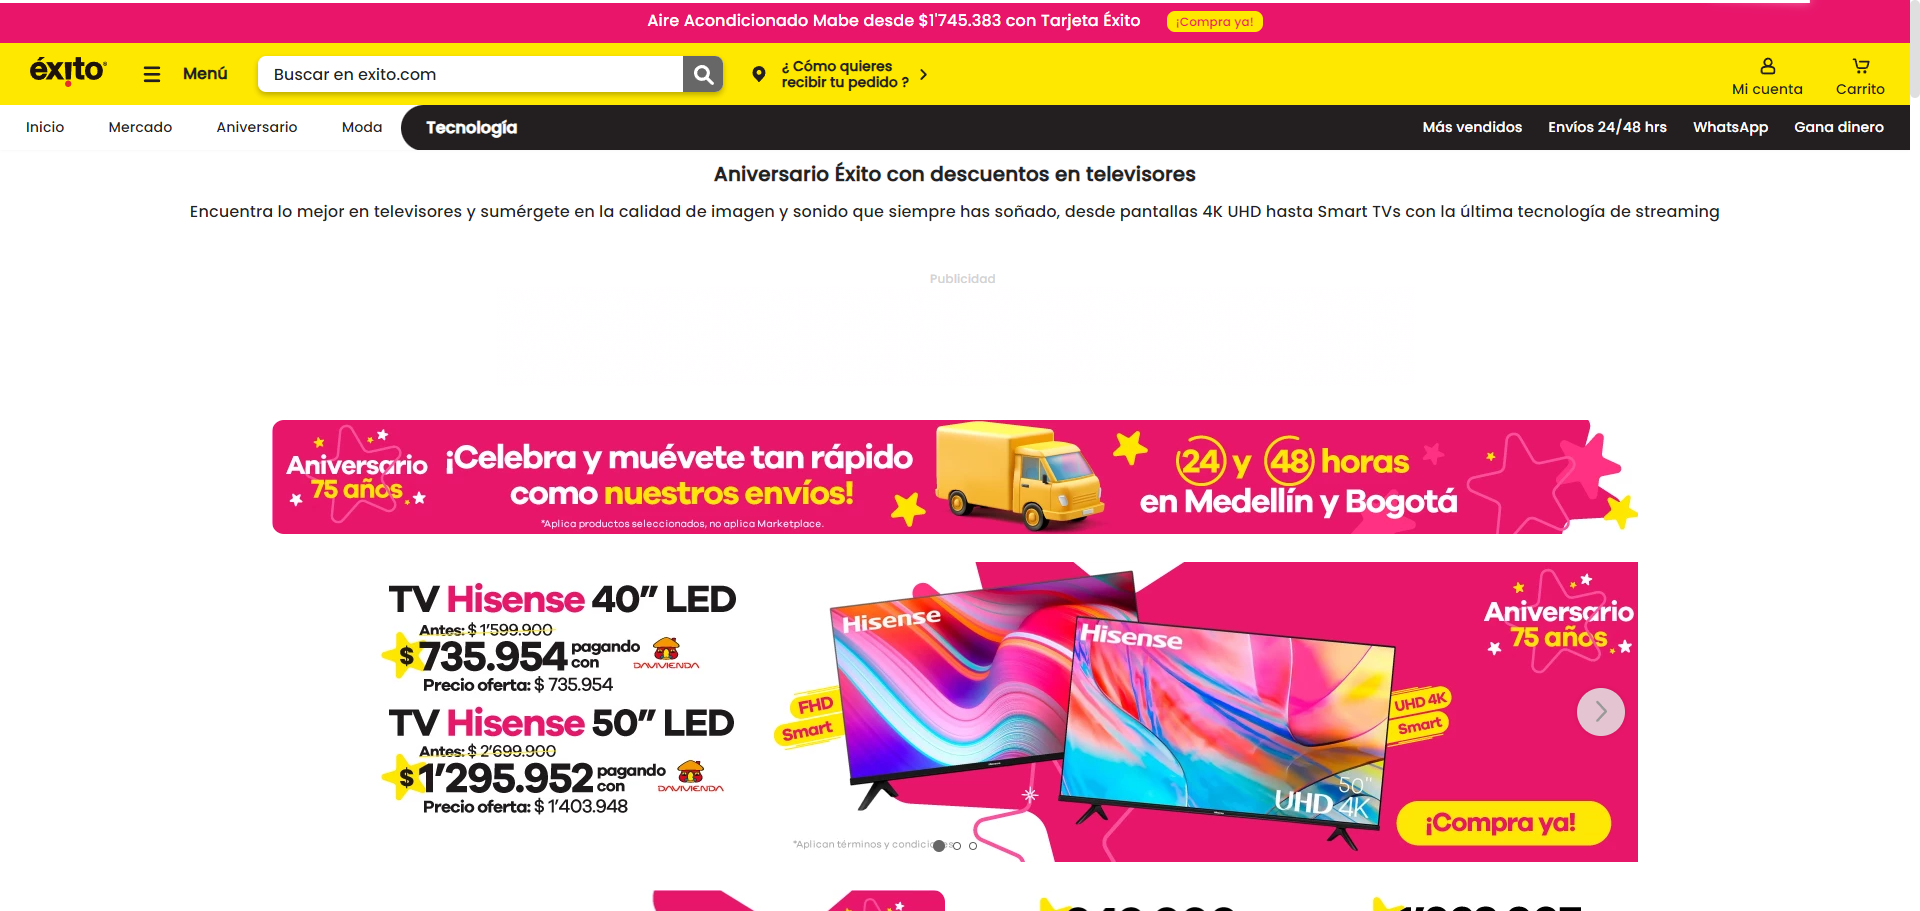 Aire Acondicionado Mabe desde $1'745.383 con Tarjeta Éxito ¡Compra ya!
éxito
Menú
Buscar en exito.com
¿ Cómo quieres
recibir tu pedido ?
Mi cuenta
Carrito
Inicio Mercado Aniversario Moda Tecnología Más vendidos Envíos 24/48 hrs WhatsApp Gana dinero
Aniversario Éxito con descuentos en televisores
Encuentra lo mejor en televisores y sumérgete en la calidad de imagen y sonido que siempre has soñado, desde pantallas 4K UHD hasta Smart TVs con la última tecnología de streaming
Publicidad
Aniversario
75 años
¡Celebra y muévete tan rápido
como nuestros envíos!
*Aplica productos seleccionados, no aplica Marketplace.
24 y 48 horas
en Medellín y Bogotá
TV Hisense 40” LED
Antes: $ 1’599.900
$ 735.954 pagando
con
DAVIVIENDA
Precio oferta: $ 735.954
TV Hisense 50” LED
Antes: $ 2’699.900
$ 1’295.952 pagando
con
DAVIVIENDA
Precio oferta: $ 1’403.948
Hisense
FHD
Smart
Hisense
50"
UHD 4K
UHD 4K
Smart
Aniversario
75 años
¡Compra ya!
*Aplican términos y